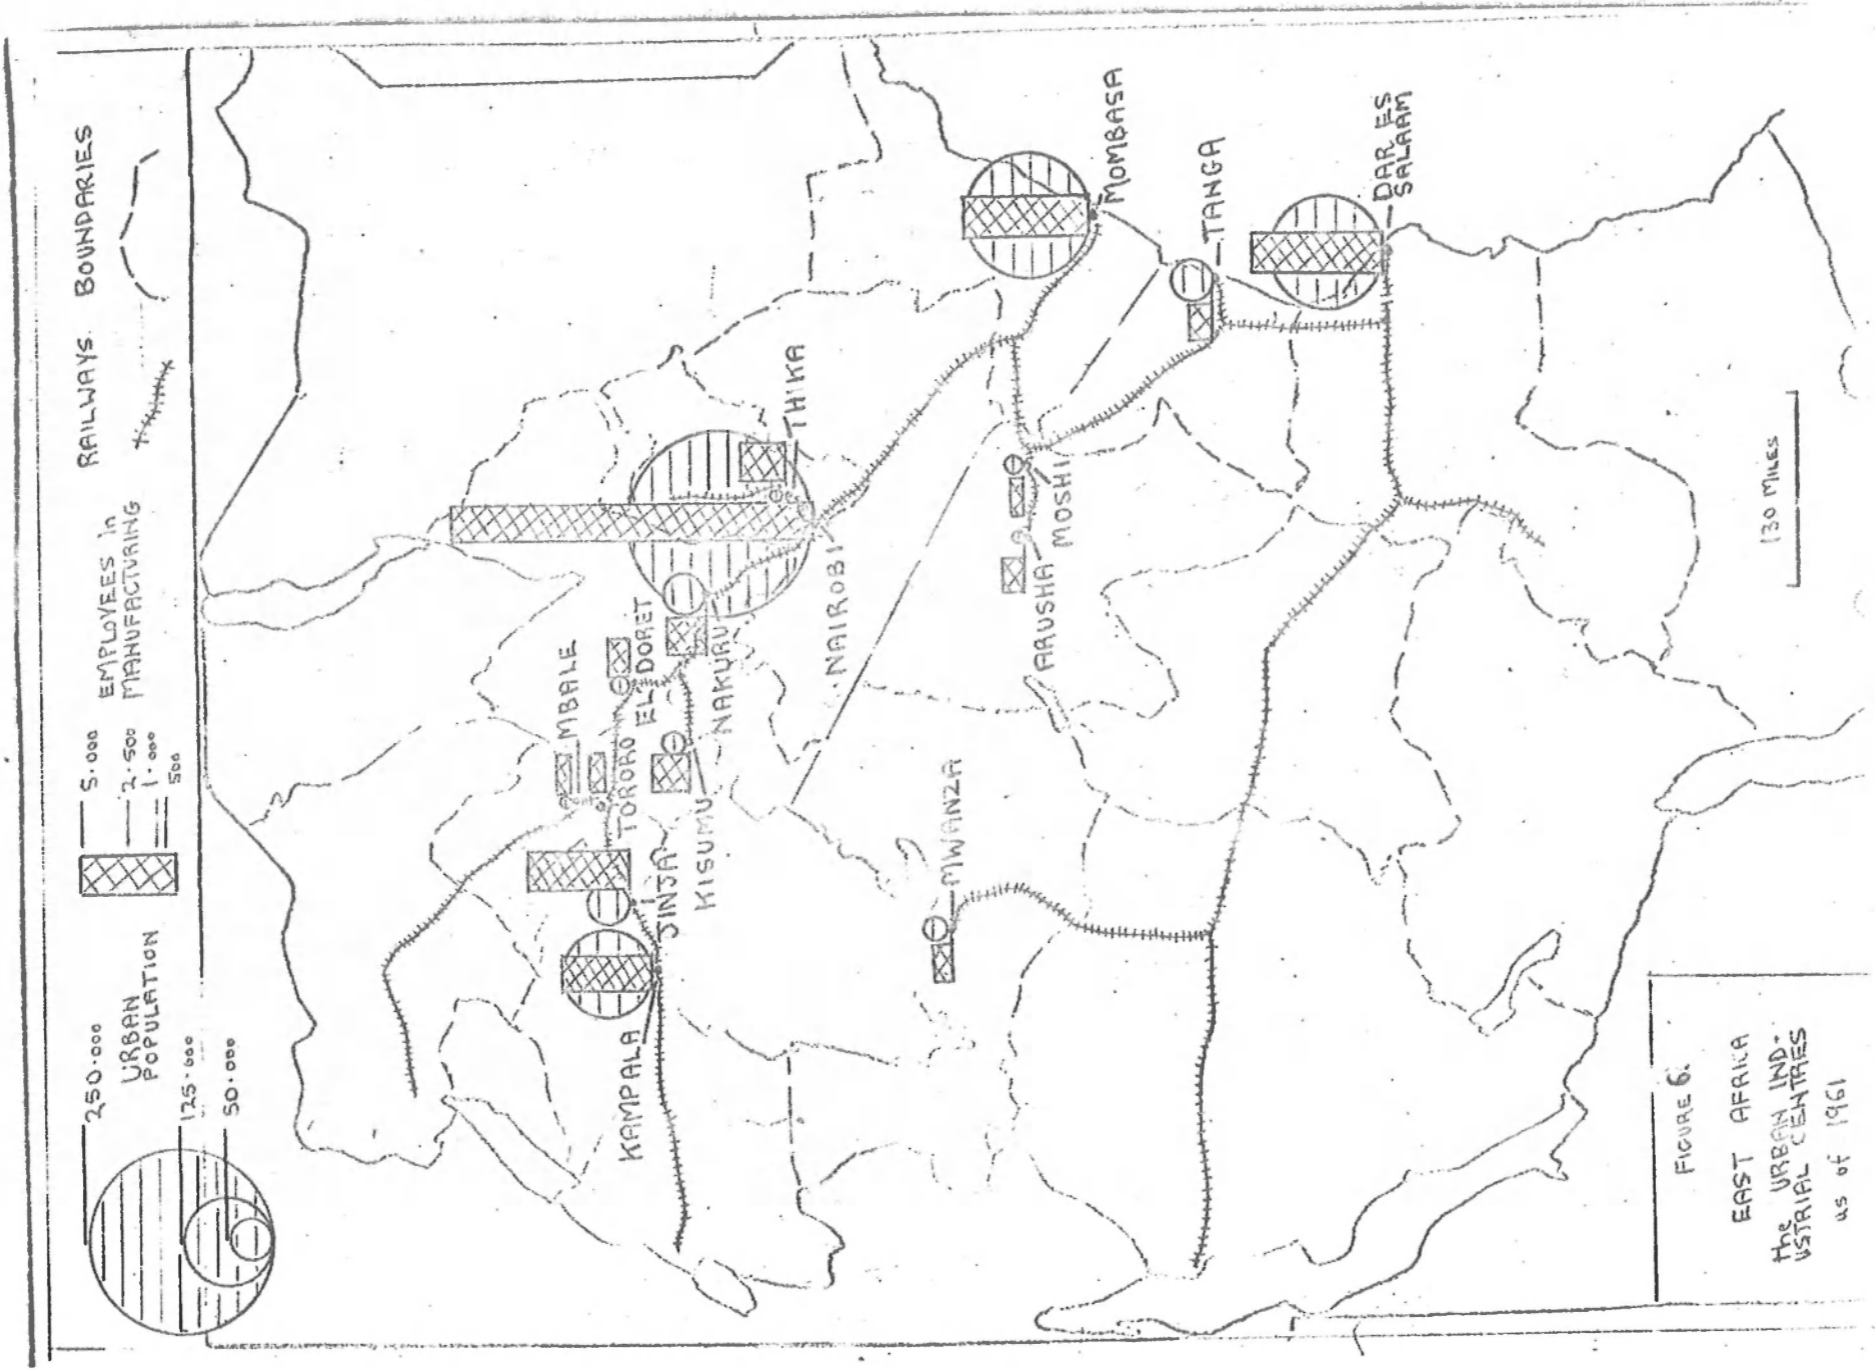 250.000
125.000
50.000
URBAN
POPULATION
5.000
2.500
1.000
500
EMPLOYEES in
MANUFACTURING
RAILWAYS. BOUNDARIES
KAMPALA
JINJA
KISUMU
TORORO
MBALE
ELDORET
NAKURU
NAIROBI
THIKA
MOMBASA
TANGA
DAR ES
SALAAM
MOSHI
ARUSHA
MWANZA
130 MILES
FIGURE 6.
EAST AFRICA
the URBAN IND-
USTRIAL CENTRES
as of 1961